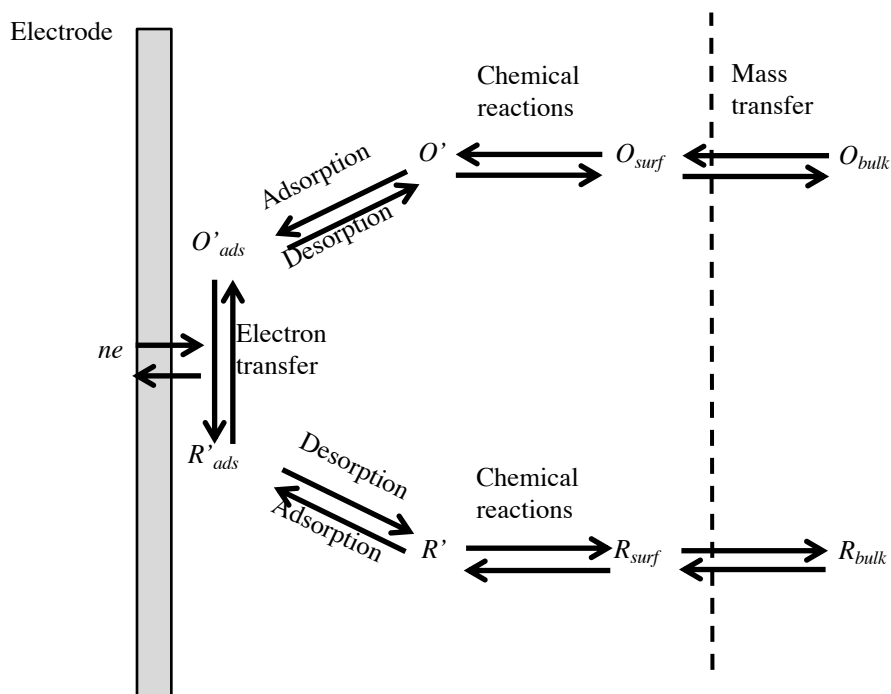 Electrode
Chemical
reactions
Mass
transfer
O'
O_surf
O_bulk
Adsorption
Desorption
O'_ads
ne
Electron
transfer
R'_ads
Desorption
Adsorption
Chemical
reactions
R'
R_surf
R_bulk